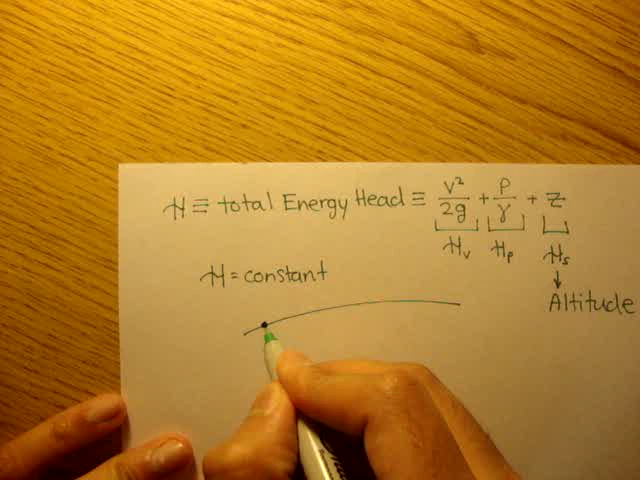 H ≡ total Energy Head ≡ V²/2g + P/γ + Z
Hv Hp Hs
H = constant
↓
Altitude